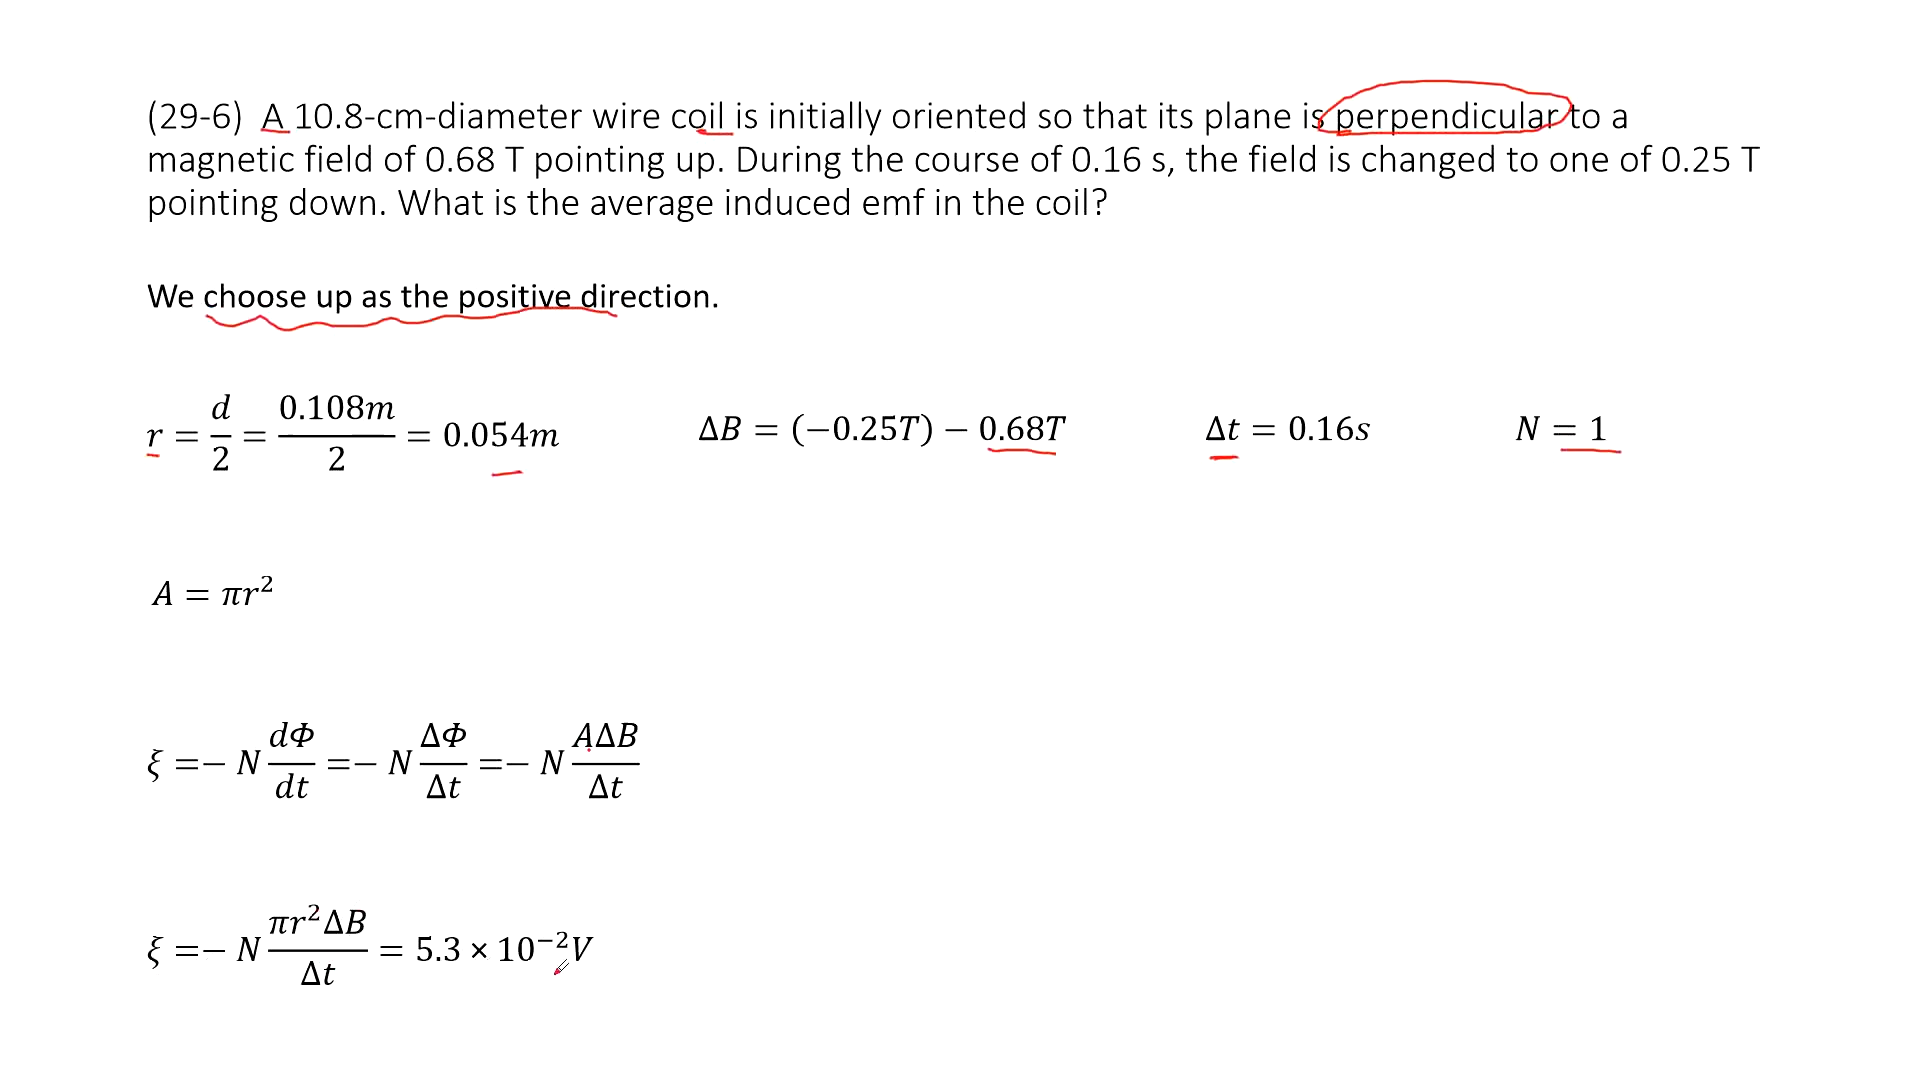 (29-6) A 10.8-cm-diameter wire coil is initially oriented so that its plane is perpendicular to a
magnetic field of 0.68 T pointing up. During the course of 0.16 s, the field is changed to one of 0.25 T
pointing down. What is the average induced emf in the coil?
We choose up as the positive direction.
r = d/2 = 0.108m/2 = 0.054m ΔB = (−0.25T) − 0.68T Δt = 0.16s N = 1
A = πr²
ξ =− N dΦ/dt =− N ΔΦ/Δt =− N AΔB/Δt
ξ =− N πr²ΔB/Δt = 5.3 × 10⁻²V